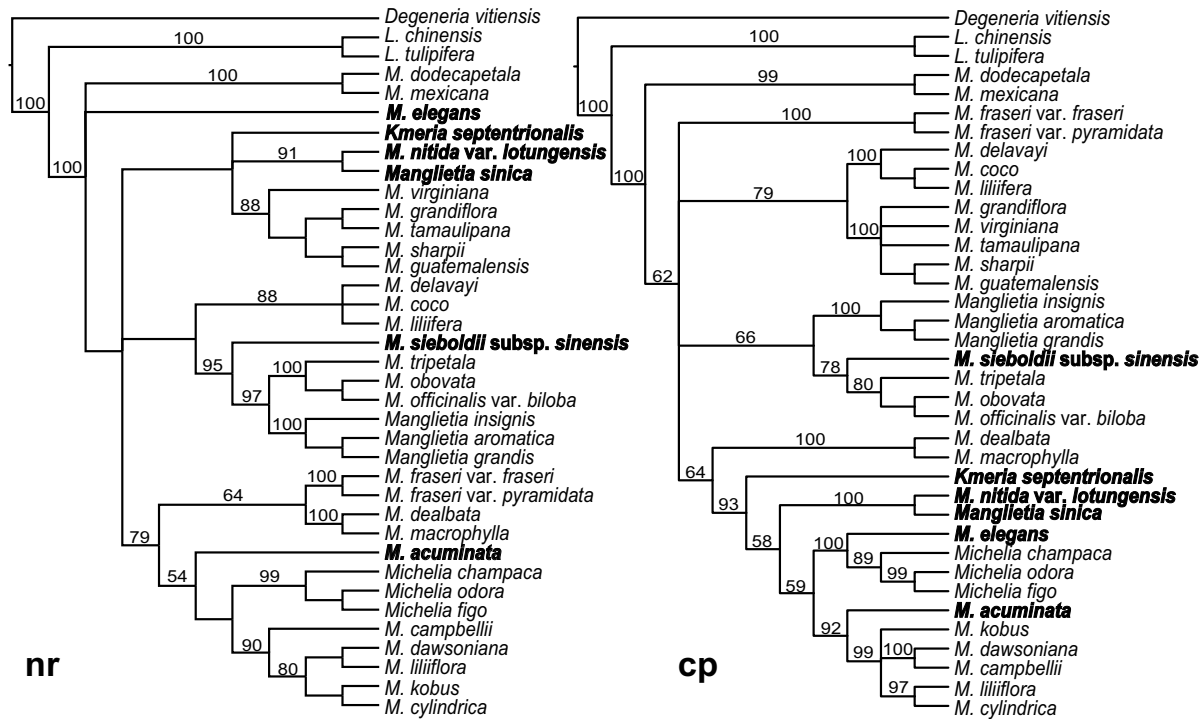 Degeneria vitiensis
100
L. chinensis
L. tulipifera
100
M. dodecapetala
M. mexicana
100
M. elegans
Kmeria septentrionalis
91
M. nitida var. lotungensis
100
Manglietia sinica
88
M. virginiana
M. grandiflora
M. tamaulipana
M. sharpii
M. guatemalensis
88
M. delavayi
M. coco
M. liliifera
M. sieboldii subsp. sinensis
95
100
M. tripetala
M. obovata
97
M. officinalis var. biloba
100
Manglietia insignis
Manglietia aromatica
Manglietia grandis
100
M. fraseri var. fraseri
64
M. fraseri var. pyramidata
100
M. dealbata
M. macrophylla
79
M. acuminata
54
99
Michelia champaca
Michelia odora
Michelia figo
M. campbellii
90
M. dawsoniana
80
M. liliiflora
M. kobus
M. cylindrica
nr
Degeneria vitiensis
100
L. chinensis
L. tulipifera
99
M. dodecapetala
M. mexicana
100
100
M. fraseri var. fraseri
M. fraseri var. pyramidata
100
M. delavayi
M. coco
100
79
M. liliifera
M. grandiflora
100
M. virginiana
M. tamaulipana
M. sharpii
62
M. guatemalensis
100
Manglietia insignis
Manglietia aromatica
66
Manglietia grandis
78
M. sieboldii subsp. sinensis
80
M. tripetala
M. obovata
M. officinalis var. biloba
100
M. dealbata
M. macrophylla
64
Kmeria septentrionalis
93
100
M. nitida var. lotungensis
Manglietia sinica
58
M. elegans
100
89
Michelia champaca
99
Michelia odora
59
Michelia figo
M. acuminata
92
M. kobus
99
100
M. dawsoniana
M. campbellii
97
M. liliiflora
M. cylindrica
cp